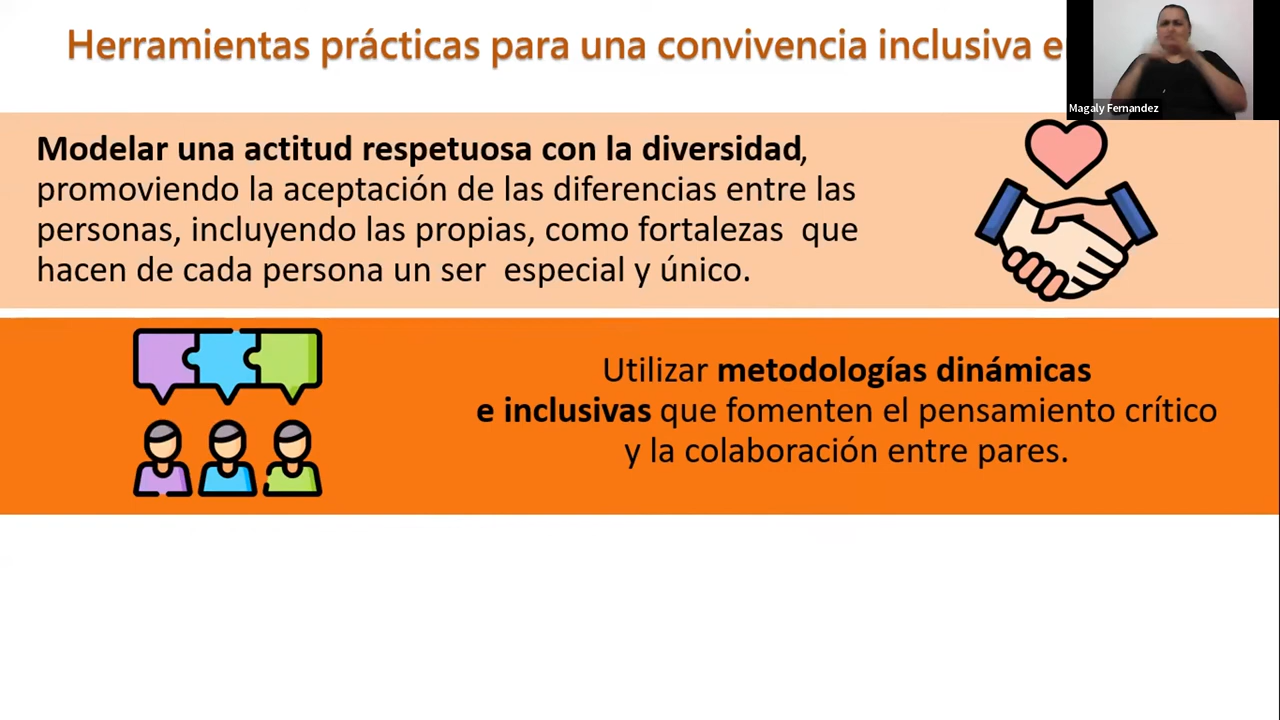 Herramientas prácticas para una convivencia inclusiva e
Magaly Fernandez
Modelar una actitud respetuosa con la diversidad,
promoviendo la aceptación de las diferencias entre las
personas, incluyendo las propias, como fortalezas que
hacen de cada persona un ser especial y único.
Utilizar metodologías dinámicas
e inclusivas que fomenten el pensamiento crítico
y la colaboración entre pares.